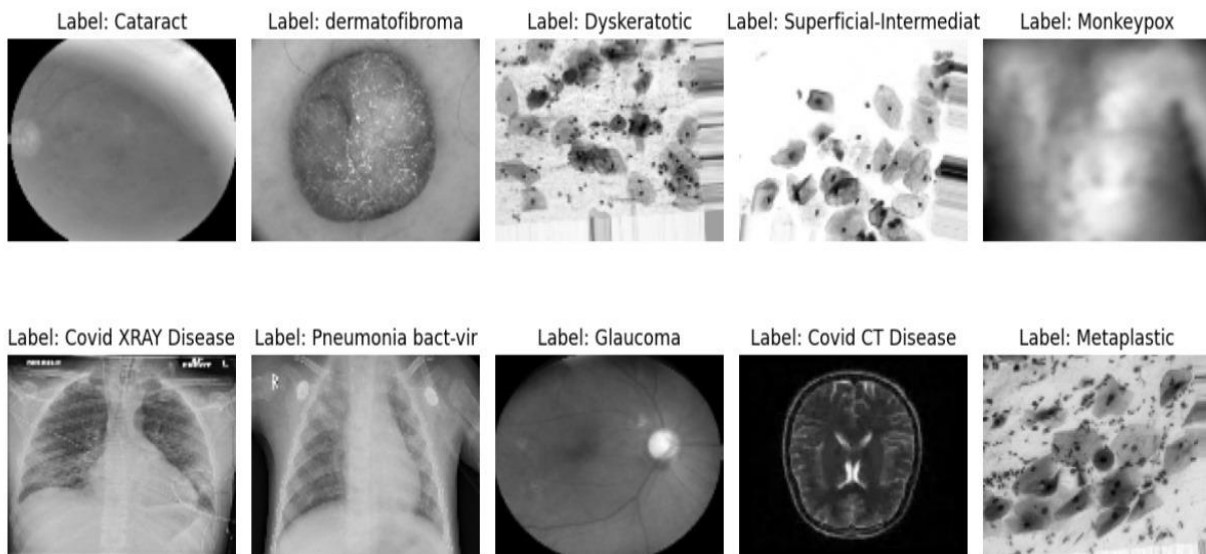 Label: Cataract
Label: dermatofibroma
Label: Dyskeratotic
Label: Superficial-Intermediat
Label: Monkeypox
Label: Covid XRAY Disease
Label: Pneumonia bact-vir
Label: Glaucoma
Label: Covid CT Disease
Label: Metaplastic
L
R